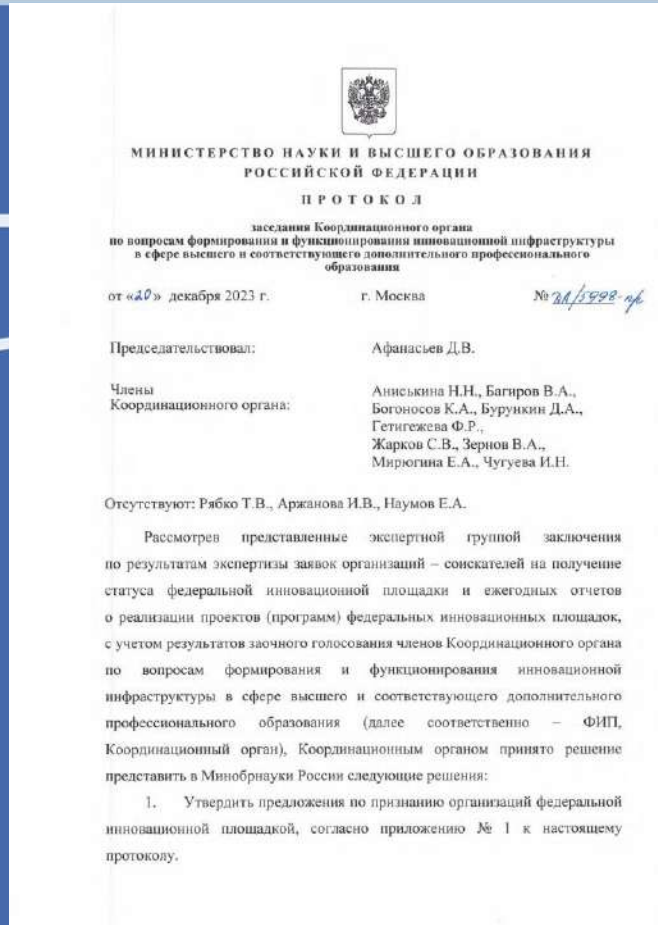 МИНИСТЕРСТВО НАУКИ И ВЫСШЕГО ОБРАЗОВАНИЯ
РОССИЙСКОЙ ФЕДЕРАЦИИ
ПРОТОКОЛ
заседания Координационного органа
по вопросам формирования и функционирования инновационной инфраструктуры
в сфере высшего и соответствующего дополнительного профессионального
образования
от «20» декабря 2023 г. г. Москва № ВА/5998-пр
Председательствовал: Афанасьев Д.В.
Члены
Координационного органа:
Аниськина Н.Н., Багиров В.А.,
Богоносов К.А., Бурункин Д.А.,
Гетигежева Ф.Р.,
Жарков С.В., Зернов В.А.,
Мирюгина Е.А., Чугуева И.Н.
Отсутствуют: Рябко Т.В., Аржанова И.В., Наумов Е.А.
Рассмотрев представленные экспертной группой заключения
по результатам экспертизы заявок организаций – соискателей на получение
статуса федеральной инновационной площадки и ежегодных отчетов
о реализации проектов (программ) федеральных инновационных площадок,
с учетом результатов заочного голосования членов Координационного органа
по вопросам формирования и функционирования инновационной
инфраструктуры в сфере высшего и соответствующего дополнительного
профессионального образования (далее соответственно – ФИП,
Координационный орган), Координационным органом принято решение
представить в Минобрнауки России следующие решения:
1. Утвердить предложения по признанию организаций федеральной
инновационной площадкой, согласно приложению № 1 к настоящему
протоколу.